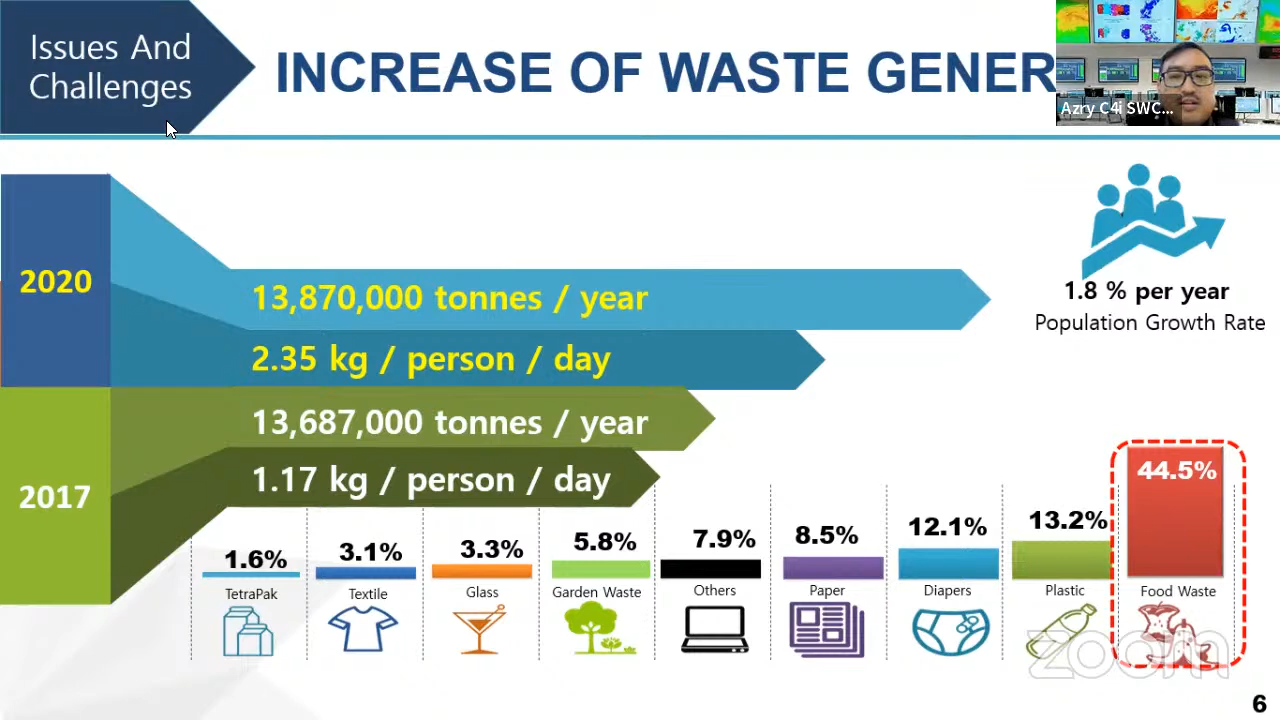 Issues And
Challenges
INCREASE OF WASTE GENER
Azry C4i SWC...
2020
13,870,000 tonnes / year
2.35 kg / person / day
2017
13,687,000 tonnes / year
1.17 kg / person / day
1.8 % per year
Population Growth Rate
1.6%
3.1%
3.3%
5.8%
7.9%
8.5%
12.1%
13.2%
44.5%
TetraPak
Textile
Glass
Garden Waste
Others
Paper
Diapers
Plastic
Food Waste
zoom
6